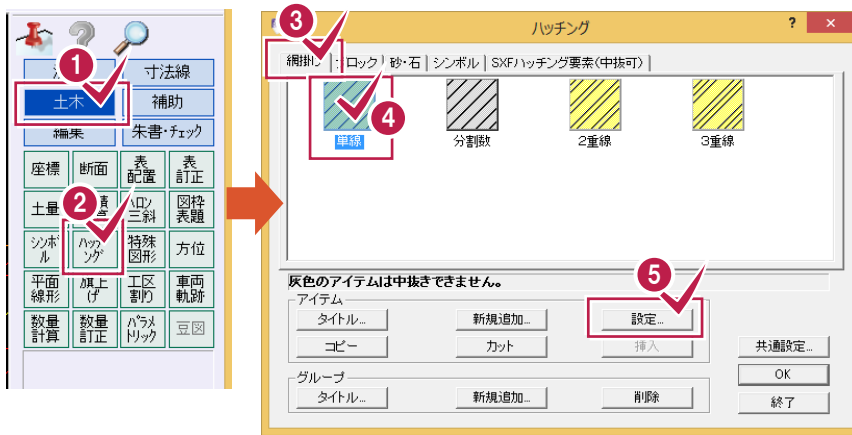 1
寸法線
土木
補助
編集
朱書・チェック
座標
断面
表配置
表訂正
土量
2
ﾊﾛﾝ三斜
図枠表題
ｼﾝﾎﾞﾙ
ﾊｯﾁﾝｸﾞ
特殊図形
方位
平面線形
旗上げ
工区割り
車両軌跡
数量計算
数量訂正
ﾊﾟﾗﾒﾄﾘｯｸ
豆図
3
ハッチング
?
×
網掛け
ブロック
砂・石
シンボル
SXFハッチング要素(中抜可)
4
単線
分割数
2重線
3重線
灰色のアイテムは中抜きできません。
5
アイテム
タイトル...
新規追加...
設定...
コピー
カット
挿入
共通設定...
グループ
タイトル...
新規追加...
削除
OK
終了